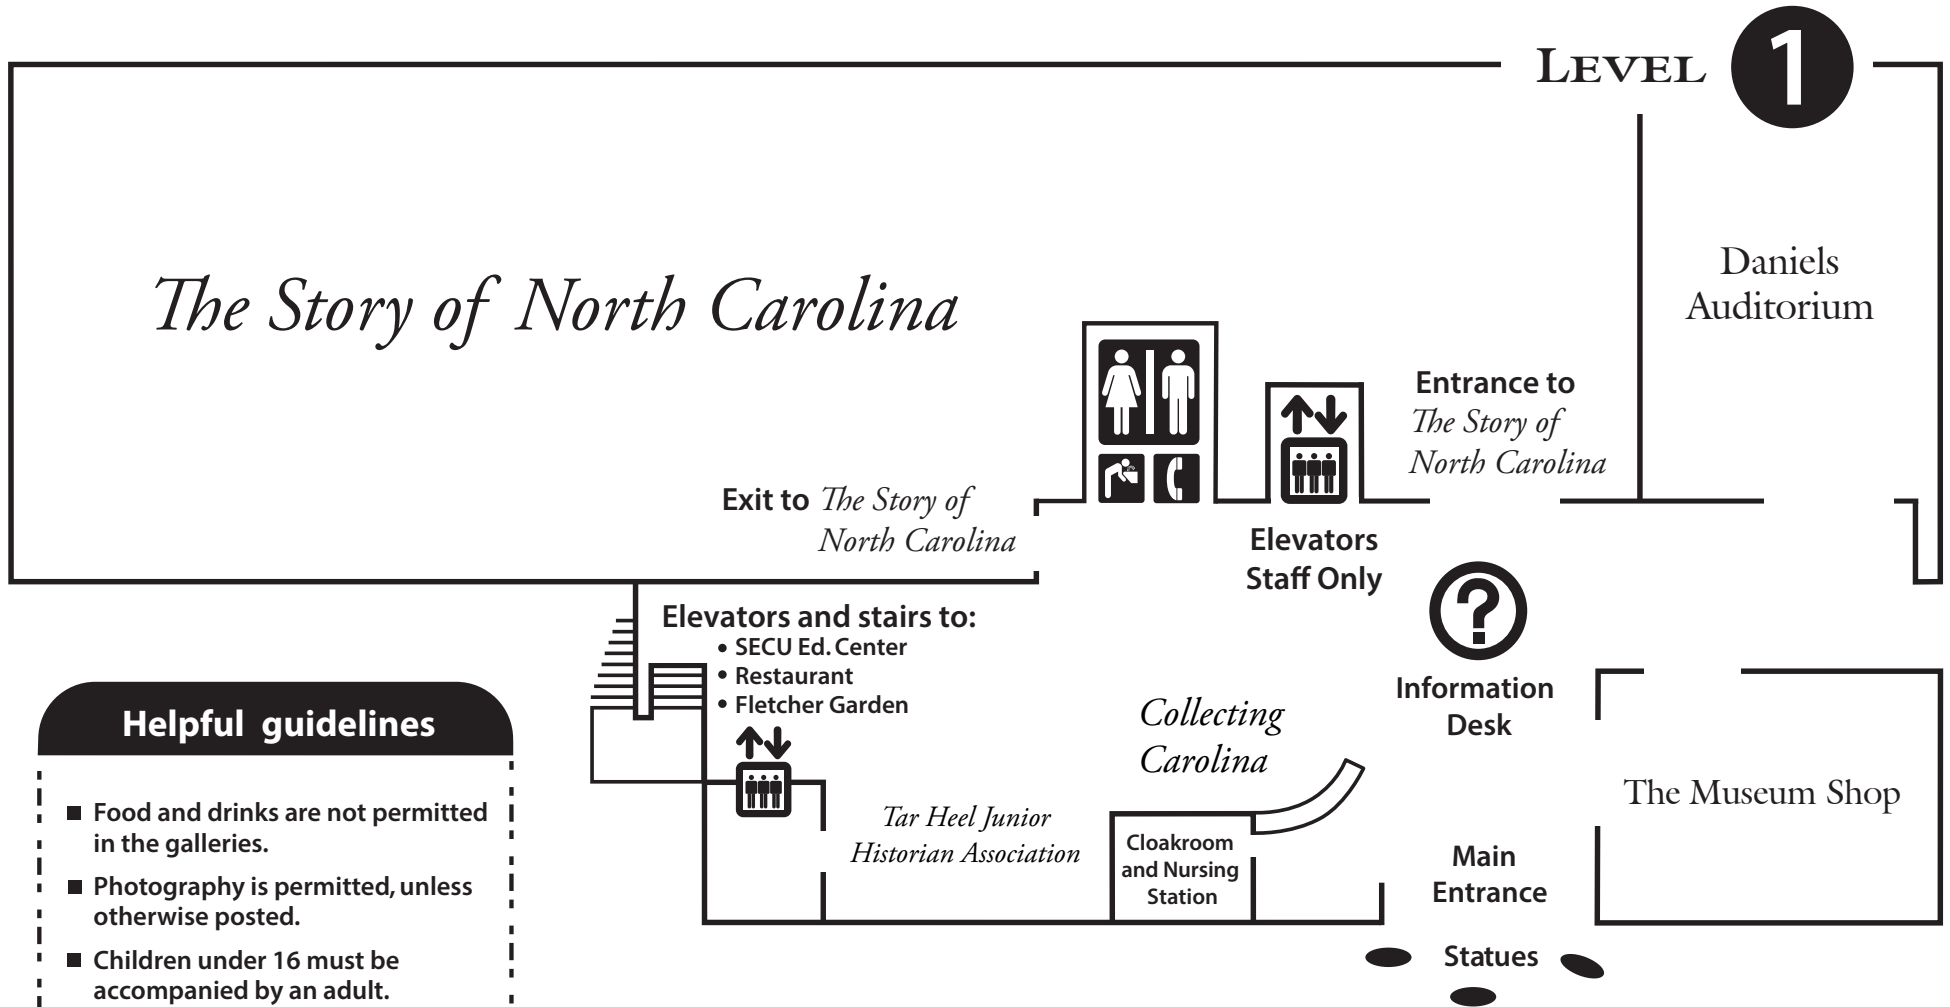 LEVEL 1
The Story of North Carolina
Daniels
Auditorium
Entrance to
The Story of
North Carolina
Exit to The Story of
North Carolina
Elevators
Staff Only
Elevators and stairs to:
• SECU Ed. Center
• Restaurant
• Fletcher Garden
?
Information
Desk
Collecting
Carolina
The Museum Shop
Tar Heel Junior
Historian Association
Cloakroom
and Nursing
Station
Main
Entrance
Statues
Helpful guidelines
■ Food and drinks are not permitted
in the galleries.
■ Photography is permitted, unless
otherwise posted.
■ Children under 16 must be
accompanied by an adult.